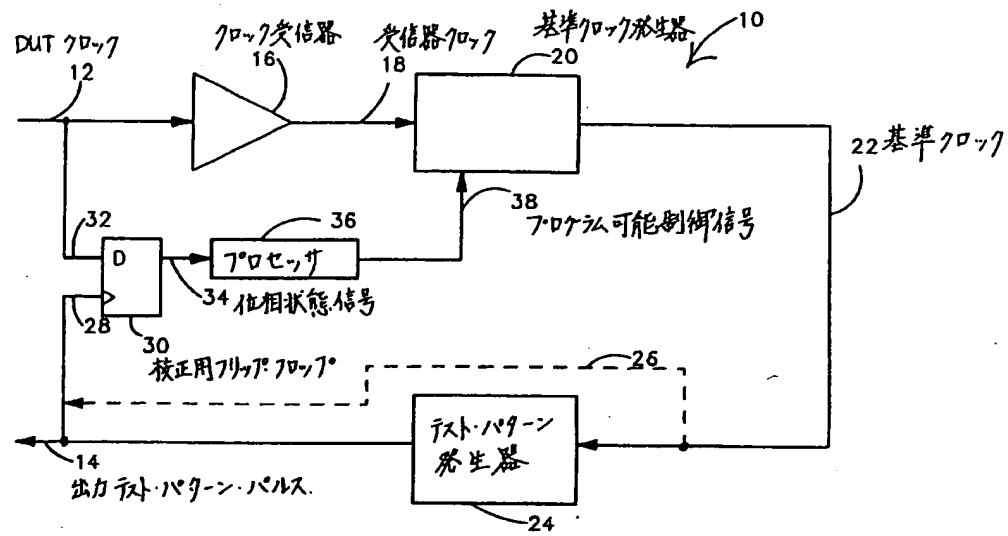 DUT クロック
12
クロック受信器
16
受信器クロック
18
基準クロック発生器
20
10
22 基準クロック
38
プログラム可能制御信号
32
D
36
プロセッサ
34 位相状態信号
28
30
校正用フリップ・フロップ
26
テスト・パターン
発生器
14
出力テスト・パターン・パルス.
24